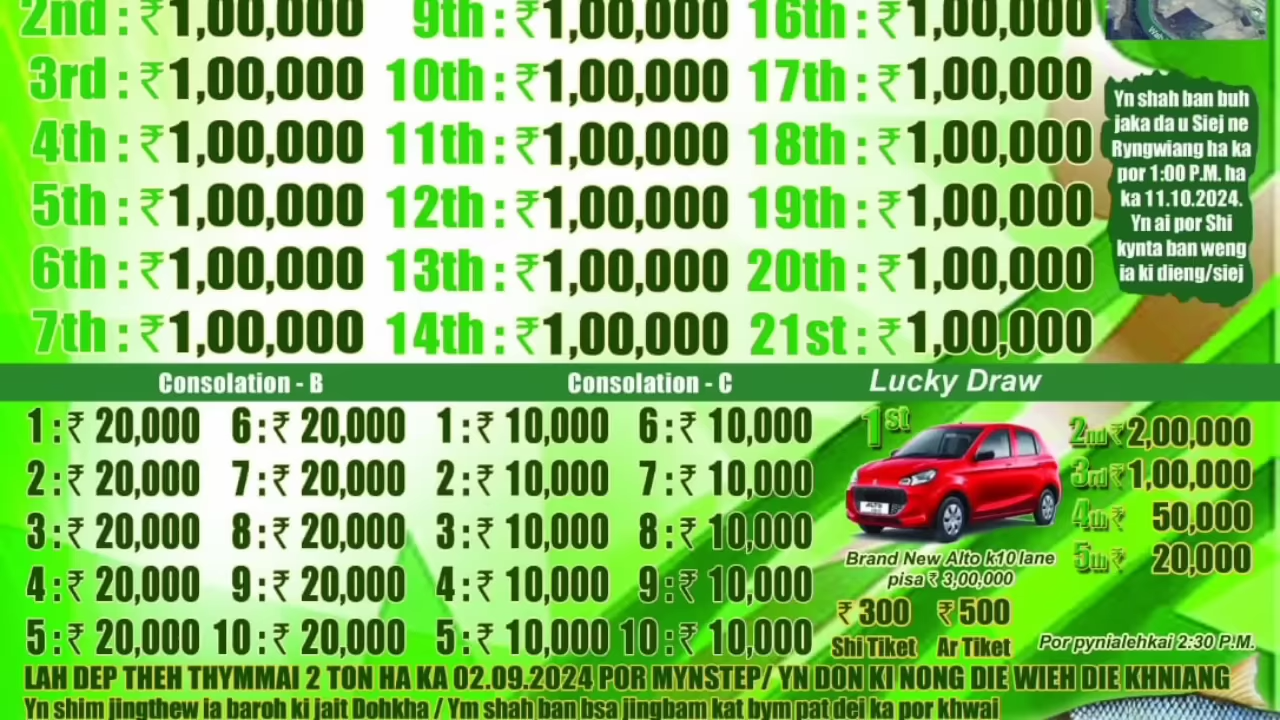 2nd : ₹ 1,00,000 9th : ₹ 1,00,000 16th : ₹ 1,00,000
3rd : ₹ 1,00,000 10th : ₹ 1,00,000 17th : ₹ 1,00,000
4th : ₹ 1,00,000 11th : ₹ 1,00,000 18th : ₹ 1,00,000
5th : ₹ 1,00,000 12th : ₹ 1,00,000 19th : ₹ 1,00,000
6th : ₹ 1,00,000 13th : ₹ 1,00,000 20th : ₹ 1,00,000
7th : ₹ 1,00,000 14th : ₹ 1,00,000 21st : ₹ 1,00,000
Yn shah ban buh
jaka da u Siej ne
Ryngwiang ha ka
por 1:00 P.M. ha
ka 11.10.2024.
Yn ai por Shi
kynta ban weng
ia ki dieng/siej
Consolation - B Consolation - C Lucky Draw
1 : ₹ 20,000 6 : ₹ 20,000 1 : ₹ 10,000 6 : ₹ 10,000
2 : ₹ 20,000 7 : ₹ 20,000 2 : ₹ 10,000 7 : ₹ 10,000
3 : ₹ 20,000 8 : ₹ 20,000 3 : ₹ 10,000 8 : ₹ 10,000
4 : ₹ 20,000 9 : ₹ 20,000 4 : ₹ 10,000 9 : ₹ 10,000
5 : ₹ 20,000 10 : ₹ 20,000 5 : ₹ 10,000 10 : ₹ 10,000
1st
Brand New Alto k10 lane
pisa ₹ 3,00,000
2nd ₹ 2,00,000
3rd ₹ 1,00,000
4th ₹ 50,000
5th ₹ 20,000
₹ 300 ₹ 500
Shi Tiket Ar Tiket
Por pynialehkai 2:30 P.M.
LAH DEP THEH THYMMAI 2 TON HA KA 02.09.2024 POR MYNSTEP/ YN DON KI NONG DIE WIEH DIE KHNIANG
Yn shim jingthew ia baroh ki jait Dohkha / Ym shah ban bsa jingbam kat bym pat dei ka por khwai